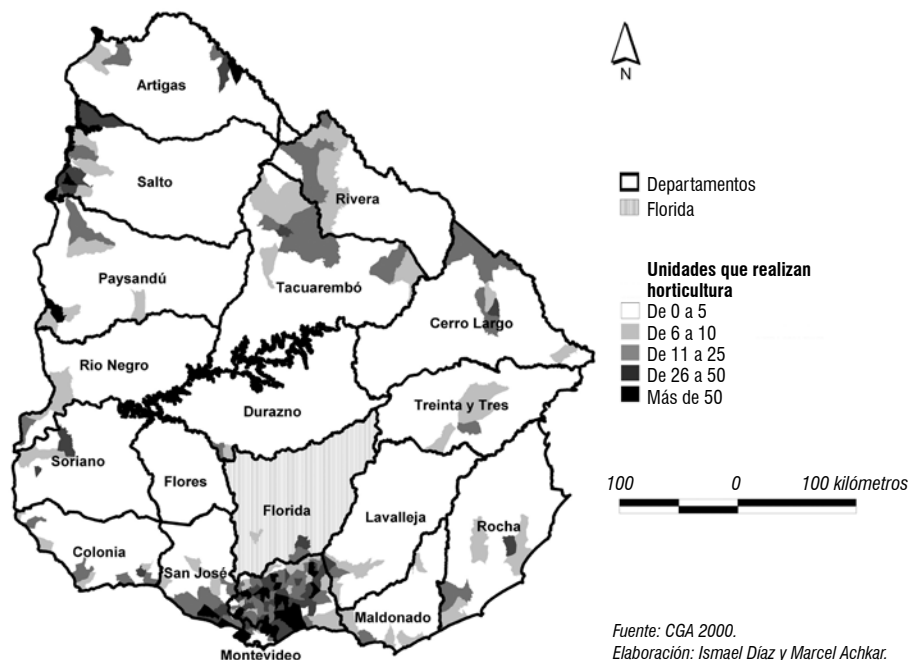 N
Artigas
Salto
Rivera
Paysandú
Tacuarembó
Cerro Largo
Rio Negro
Durazno
Treinta y Tres
Soriano
Flores
Florida
Lavalleja
Rocha
Colonia
San José
Maldonado
Montevideo
Departamentos
Florida
Unidades que realizan
horticultura
De 0 a 5
De 6 a 10
De 11 a 25
De 26 a 50
Más de 50
100 0 100 kilómetros
Fuente: CGA 2000.
Elaboración: Ismael Díaz y Marcel Achkar.